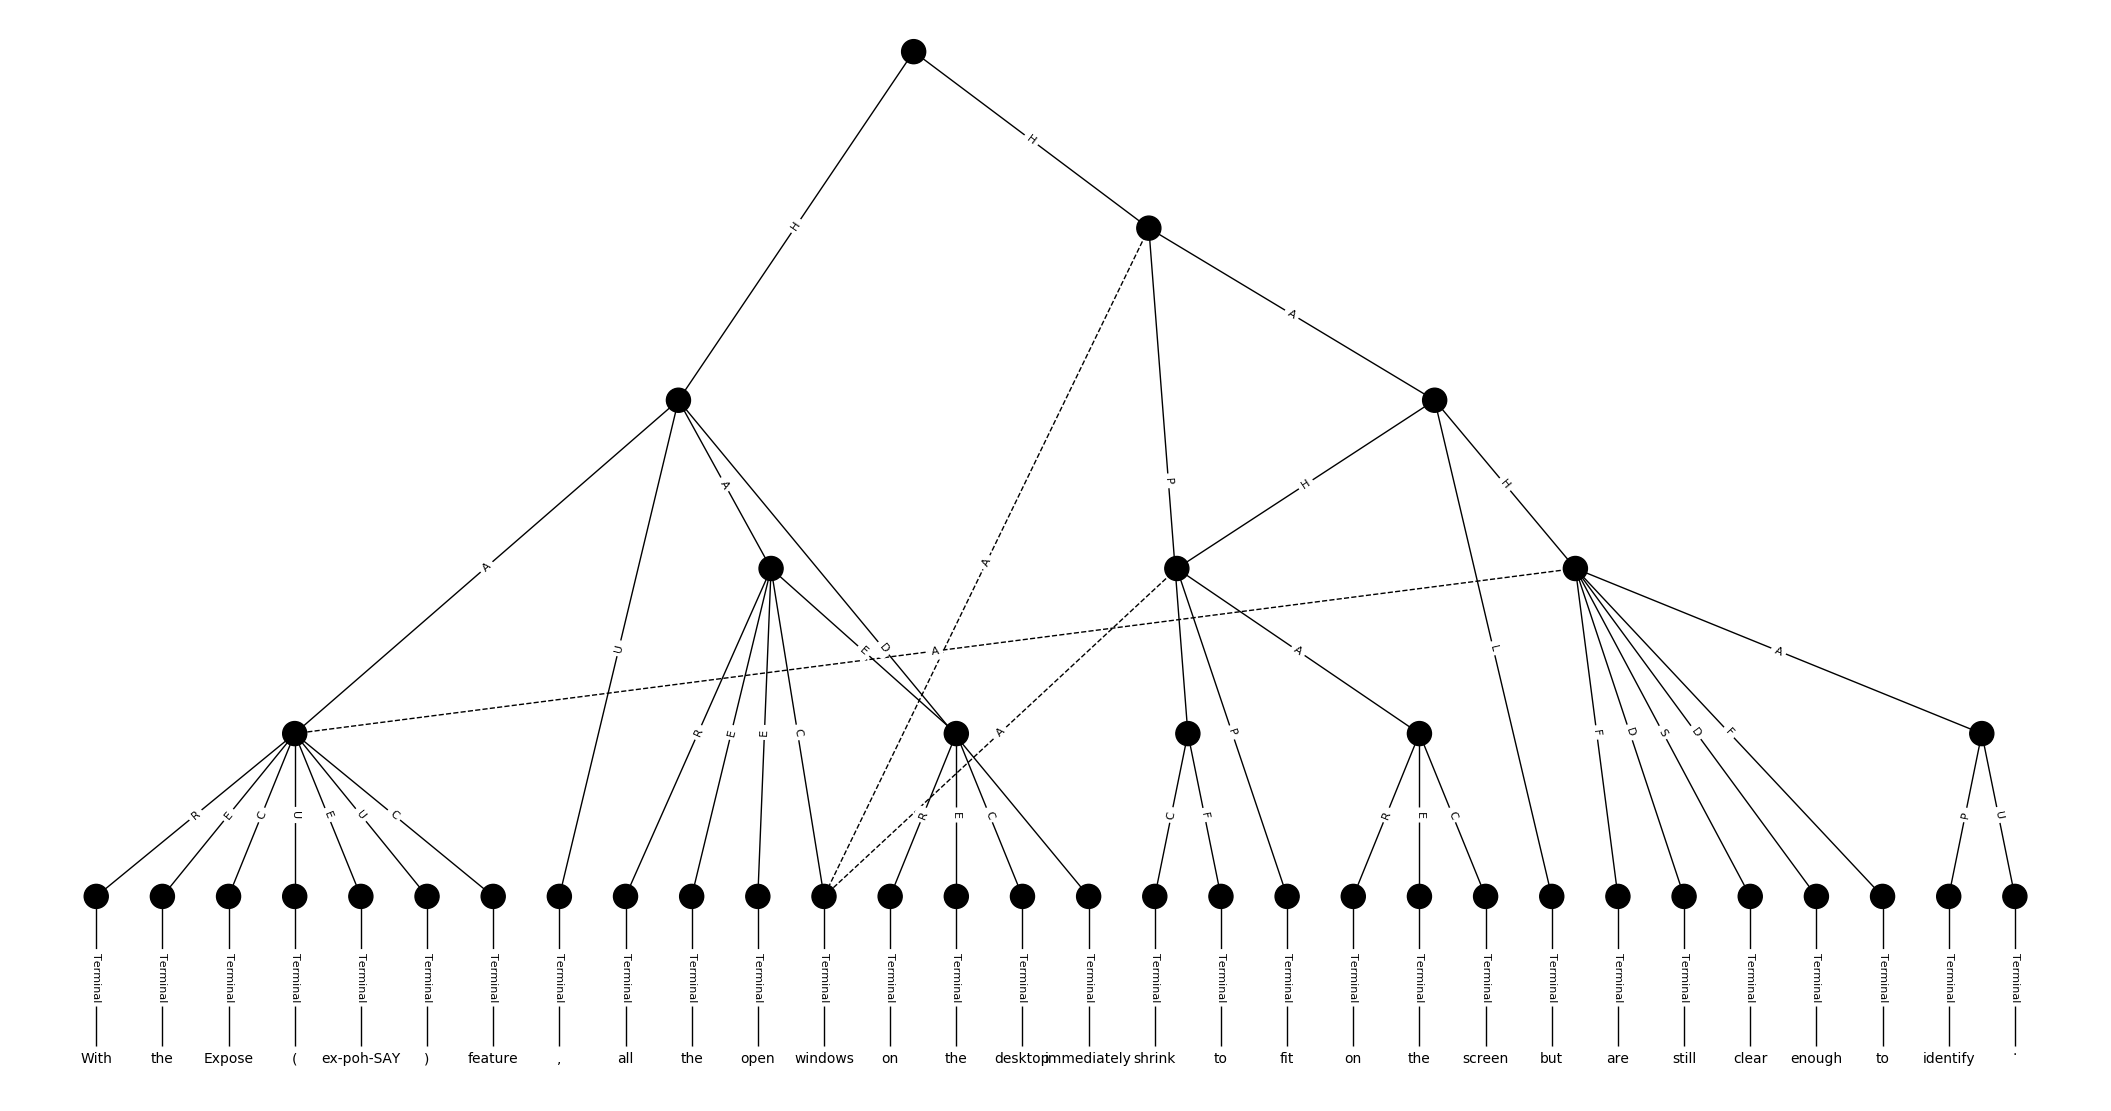 H
H
A
A
P
H
H
A
A
U
E
D
A
A
L
A
R
E
E
C
A
P
F
D
S
D
F
R
E
C
U
E
U
C
R
E
C
C
F
R
E
C
P
U
Terminal Terminal Terminal Terminal Terminal Terminal Terminal Terminal Terminal Terminal Terminal Terminal Terminal Terminal Terminal Terminal Terminal Terminal Terminal Terminal Terminal Terminal Terminal Terminal Terminal Terminal Terminal Terminal Terminal Terminal
With the Expose ( ex-poh-SAY ) feature , all the open windows on the desktop immediately shrink to fit on the screen but are still clear enough to identify .